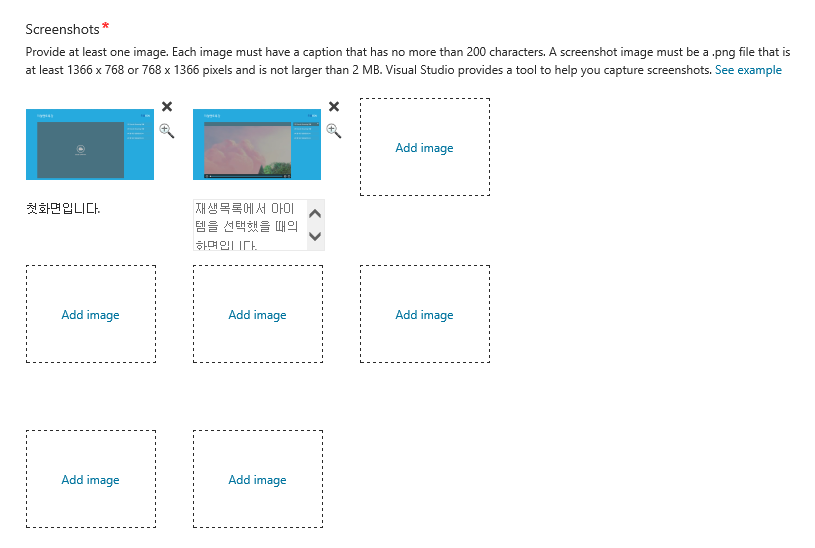 Screenshots*
Provide at least one image. Each image must have a caption that has no more than 200 characters. A screenshot image must be a .png file that is
at least 1366 x 768 or 768 x 1366 pixels and is not larger than 2 MB. Visual Studio provides a tool to help you capture screenshots. See example
Add image
첫화면입니다.
재생목록에서 아이
템을 선택했을 때의
화면입니다.
Add image
Add image
Add image
Add image
Add image